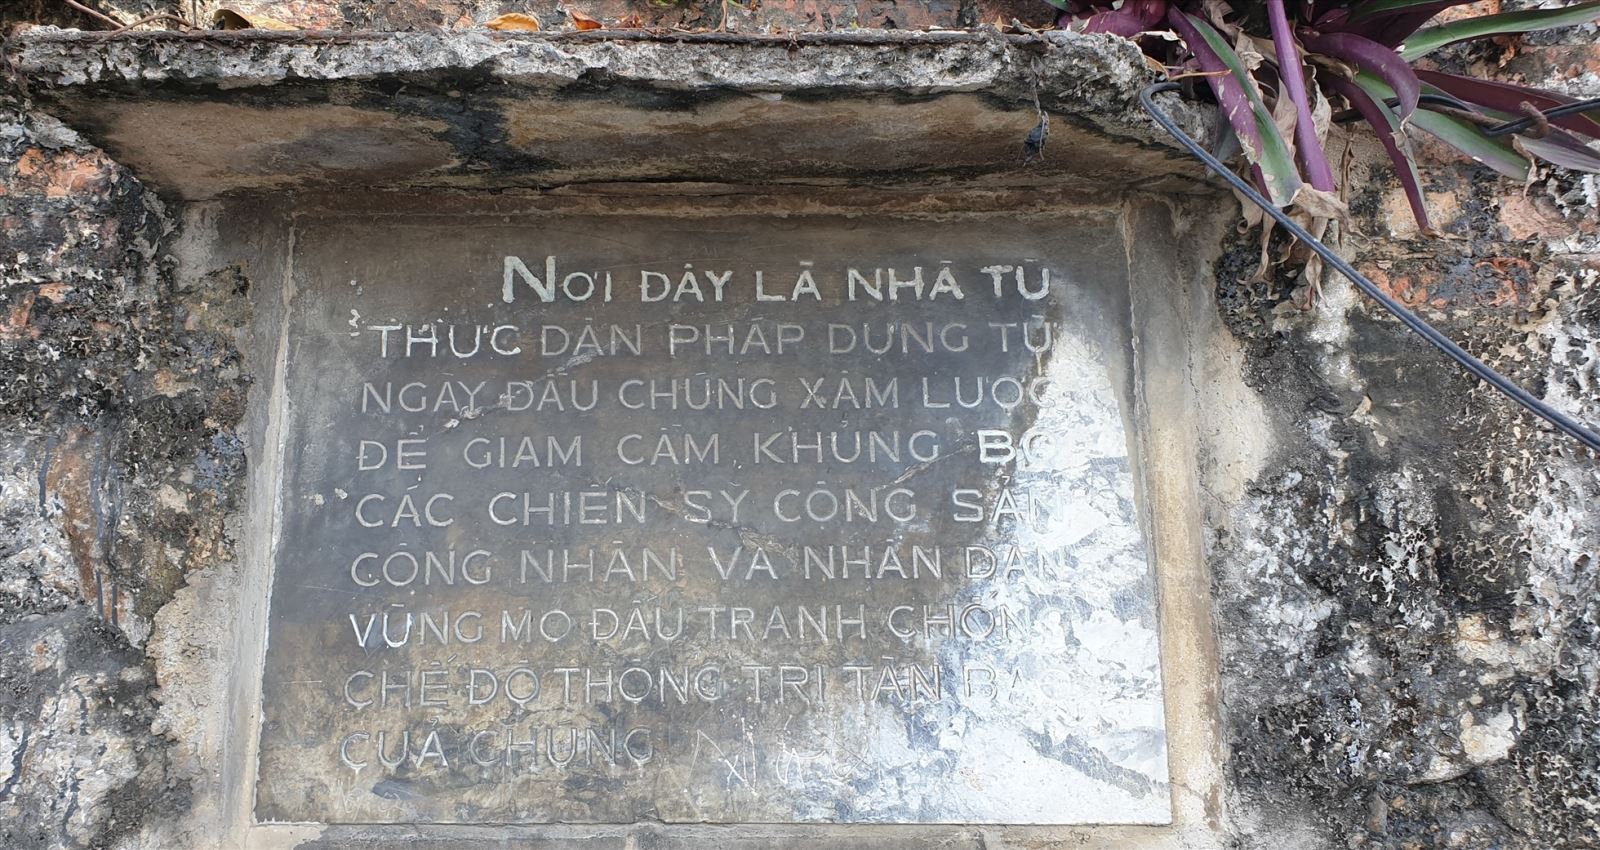 NƠI ĐÂY LÀ NHÀ TÙ
THỰC DÂN PHÁP DỰNG TỪ
NGÀY ĐẦU CHÚNG XÂM LƯỢC
ĐỂ GIAM CẦM KHỦNG BỐ
CÁC CHIẾN SỸ CỘNG SẢN
CÔNG NHÂN VÀ NHÂN DÂN
VÙNG MỎ ĐẤU TRANH CHỐNG
CHẾ ĐỘ THỐNG TRỊ TÀN BẠO
CUẢ CHÚNG